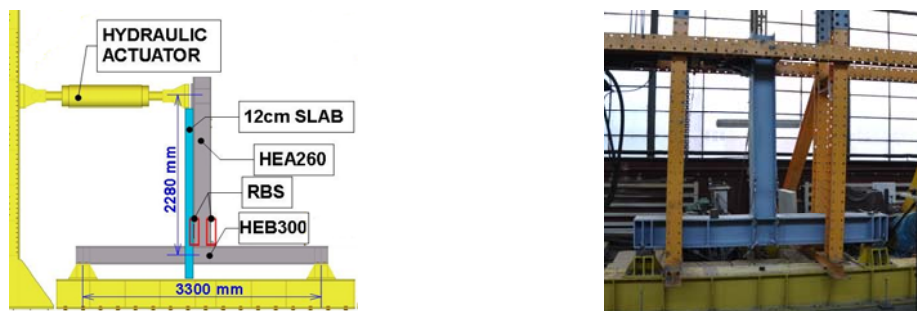 HYDRAULIC
ACTUATOR
12cm SLAB
HEA260
RBS
HEB300
2280 mm
3300 mm